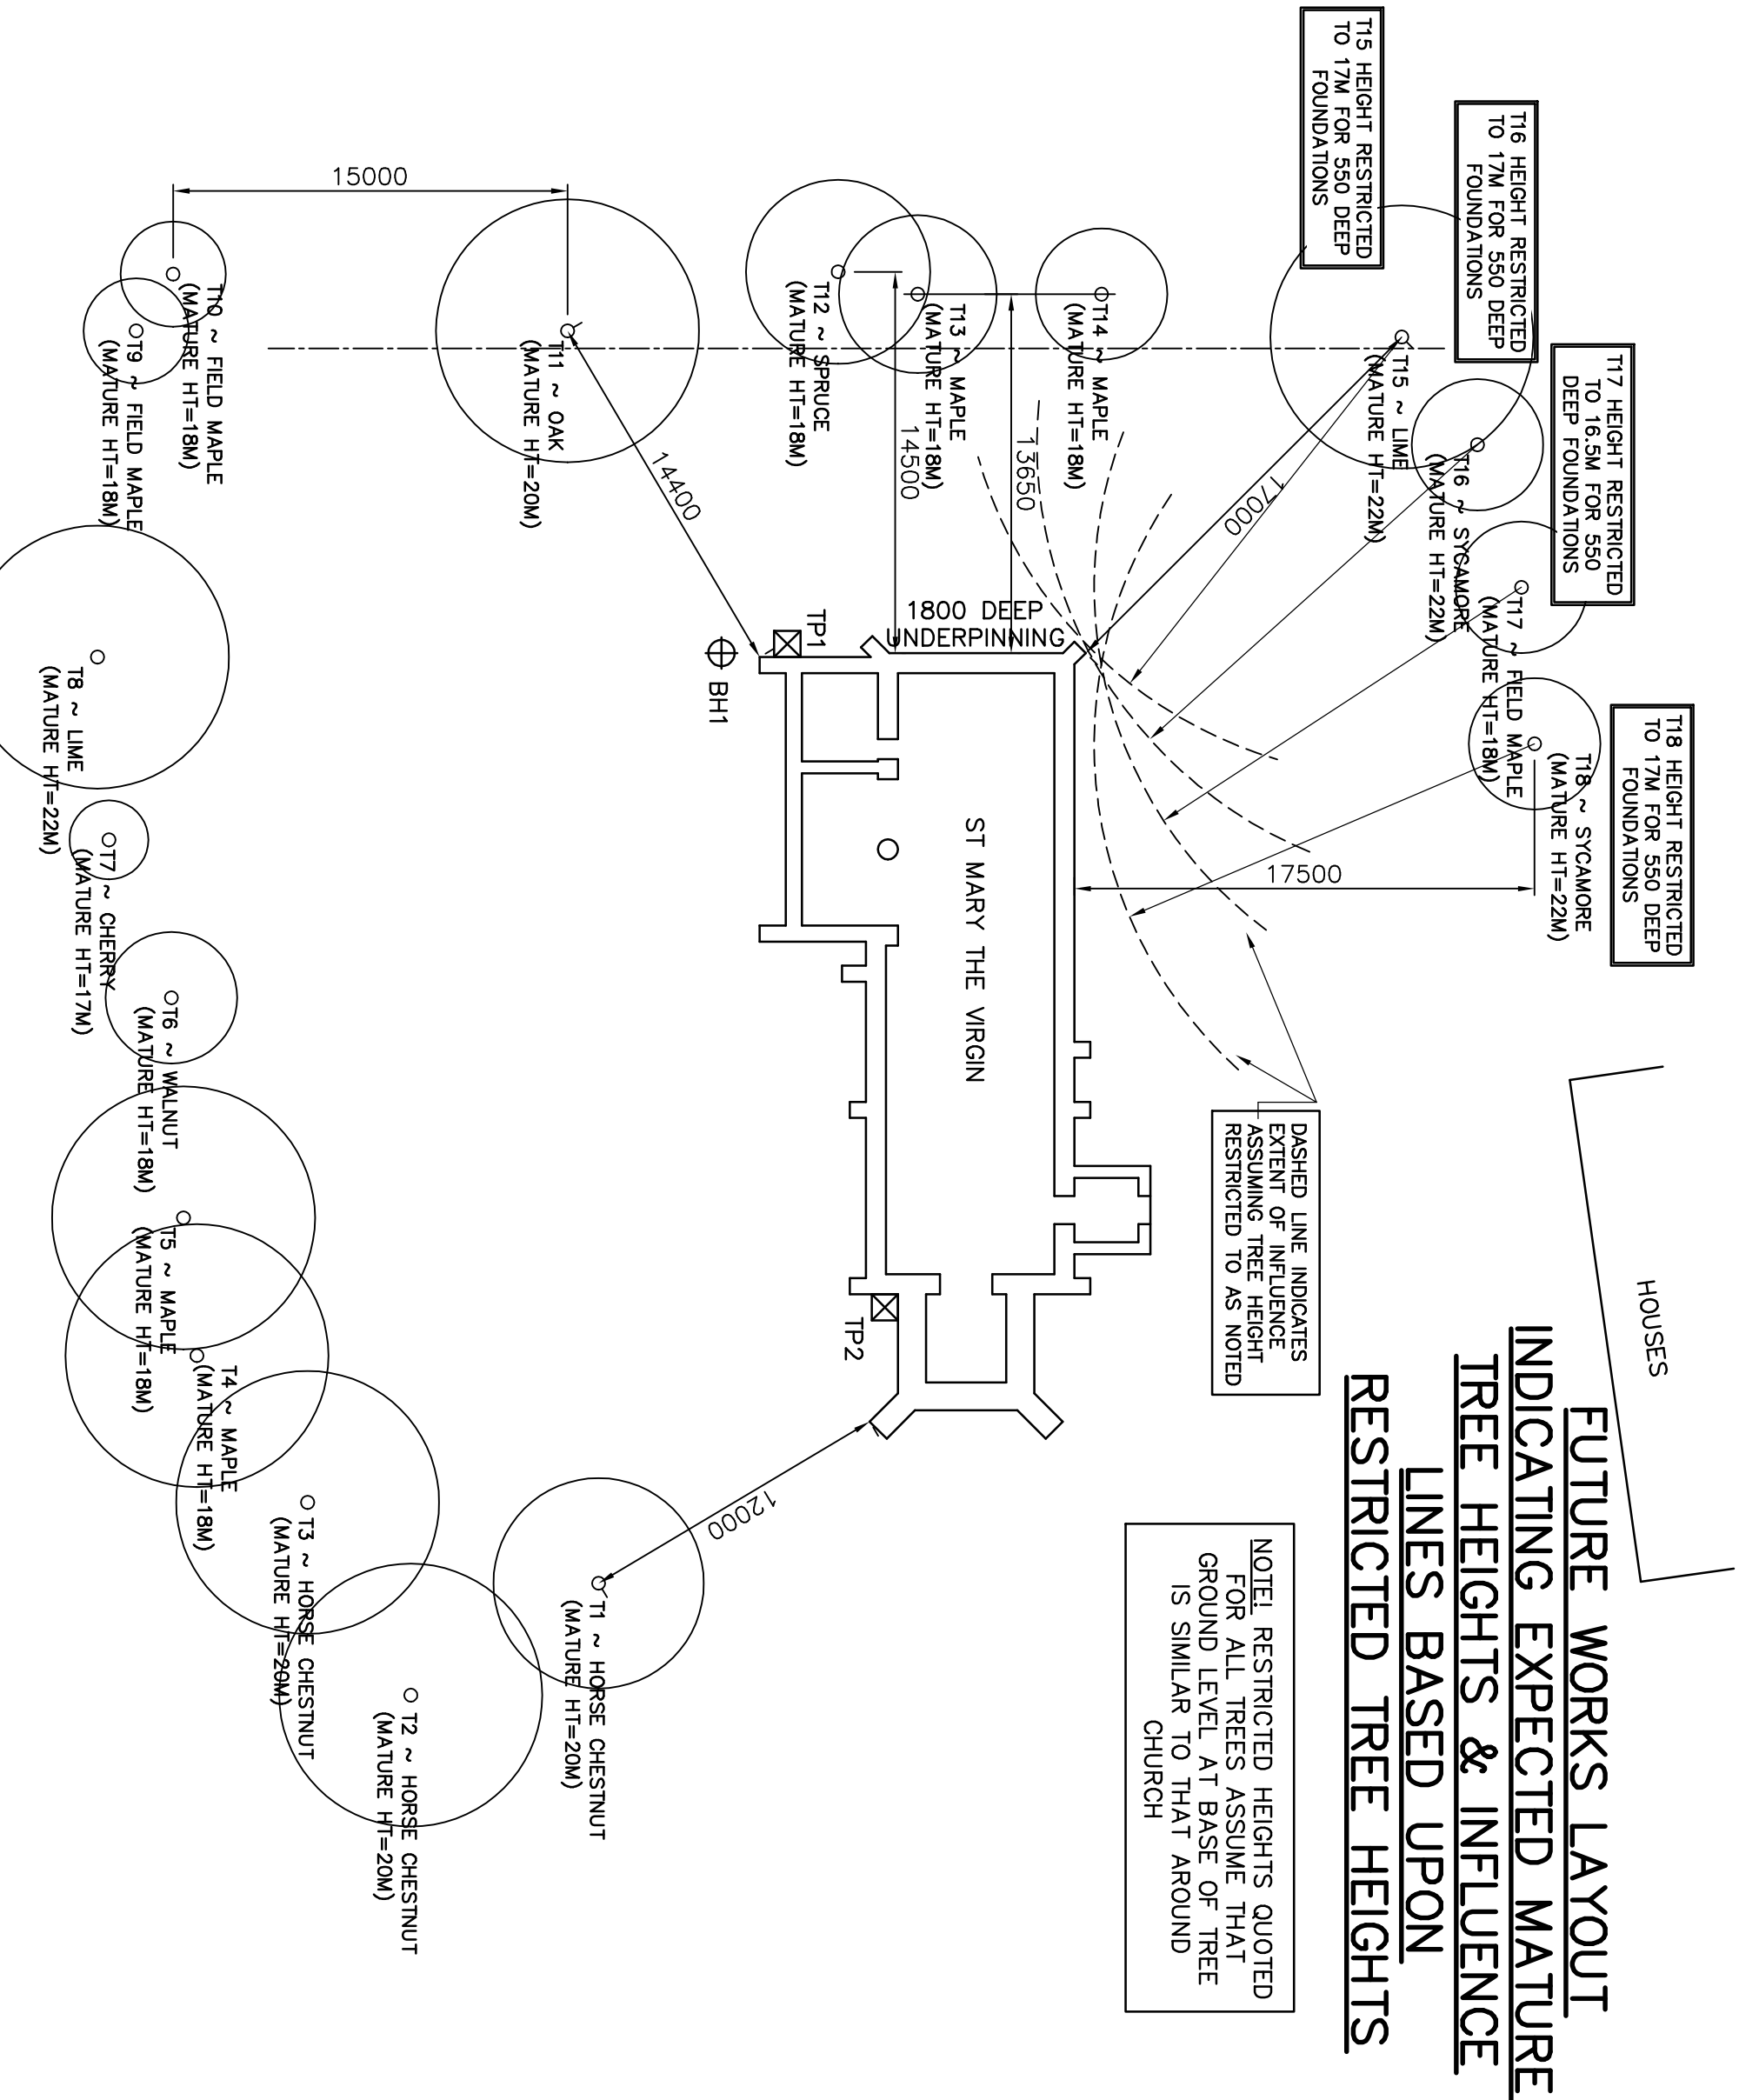 FUTURE WORKS LAYOUT
INDICATING EXPECTED MATURE
TREE HEIGHTS & INFLUENCE
LINES BASED UPON
RESTRICTED TREE HEIGHTS
HOUSES
NOTE! RESTRICTED HEIGHTS QUOTED
FOR ALL TREES ASSUME THAT
GROUND LEVEL AT BASE OF TREE
IS SIMILAR TO THAT AROUND
CHURCH
DASHED LINE INDICATES
EXTENT OF INFLUENCE
ASSUMING TREE HEIGHT
RESTRICTED TO AS NOTED
T18 HEIGHT RESTRICTED
TO 17M FOR 550 DEEP
FOUNDATIONS
T17 HEIGHT RESTRICTED
TO 16.5M FOR 550
DEEP FOUNDATIONS
T16 HEIGHT RESTRICTED
TO 17M FOR 550 DEEP
FOUNDATIONS
T15 HEIGHT RESTRICTED
TO 17M FOR 550 DEEP
FOUNDATIONS
T18 ~ SYCAMORE
(MATURE HT=22M)
T17 ~ FIELD MAPLE
(MATURE HT=18M)
T16 ~ SYCAMORE
(MATURE HT=22M)
T15 ~ LIME
(MATURE HT=22M)
T14 ~ MAPLE
(MATURE HT=18M)
T13 ~ MAPLE
(MATURE HT=18M)
T12 ~ SPRUCE
(MATURE HT=18M)
T11 ~ OAK
(MATURE HT=20M)
T10 ~ FIELD MAPLE
(MATURE HT=18M)
T9 ~ FIELD MAPLE
(MATURE HT=18M)
T8 ~ LIME
(MATURE HT=22M)
T7 ~ CHERRY
(MATURE HT=17M)
T6 ~ WALNUT
(MATURE HT=18M)
T5 ~ MAPLE
(MATURE HT=18M)
T4 ~ MAPLE
(MATURE HT=18M)
T3 ~ HORSE CHESTNUT
(MATURE HT=20M)
T2 ~ HORSE CHESTNUT
(MATURE HT=20M)
T1 ~ HORSE CHESTNUT
(MATURE HT=20M)
ST MARY THE VIRGIN
1800 DEEP
UNDERPINNING
TP1
BH1
TP2
15000
14400
14500
13650
17000
17500
12000